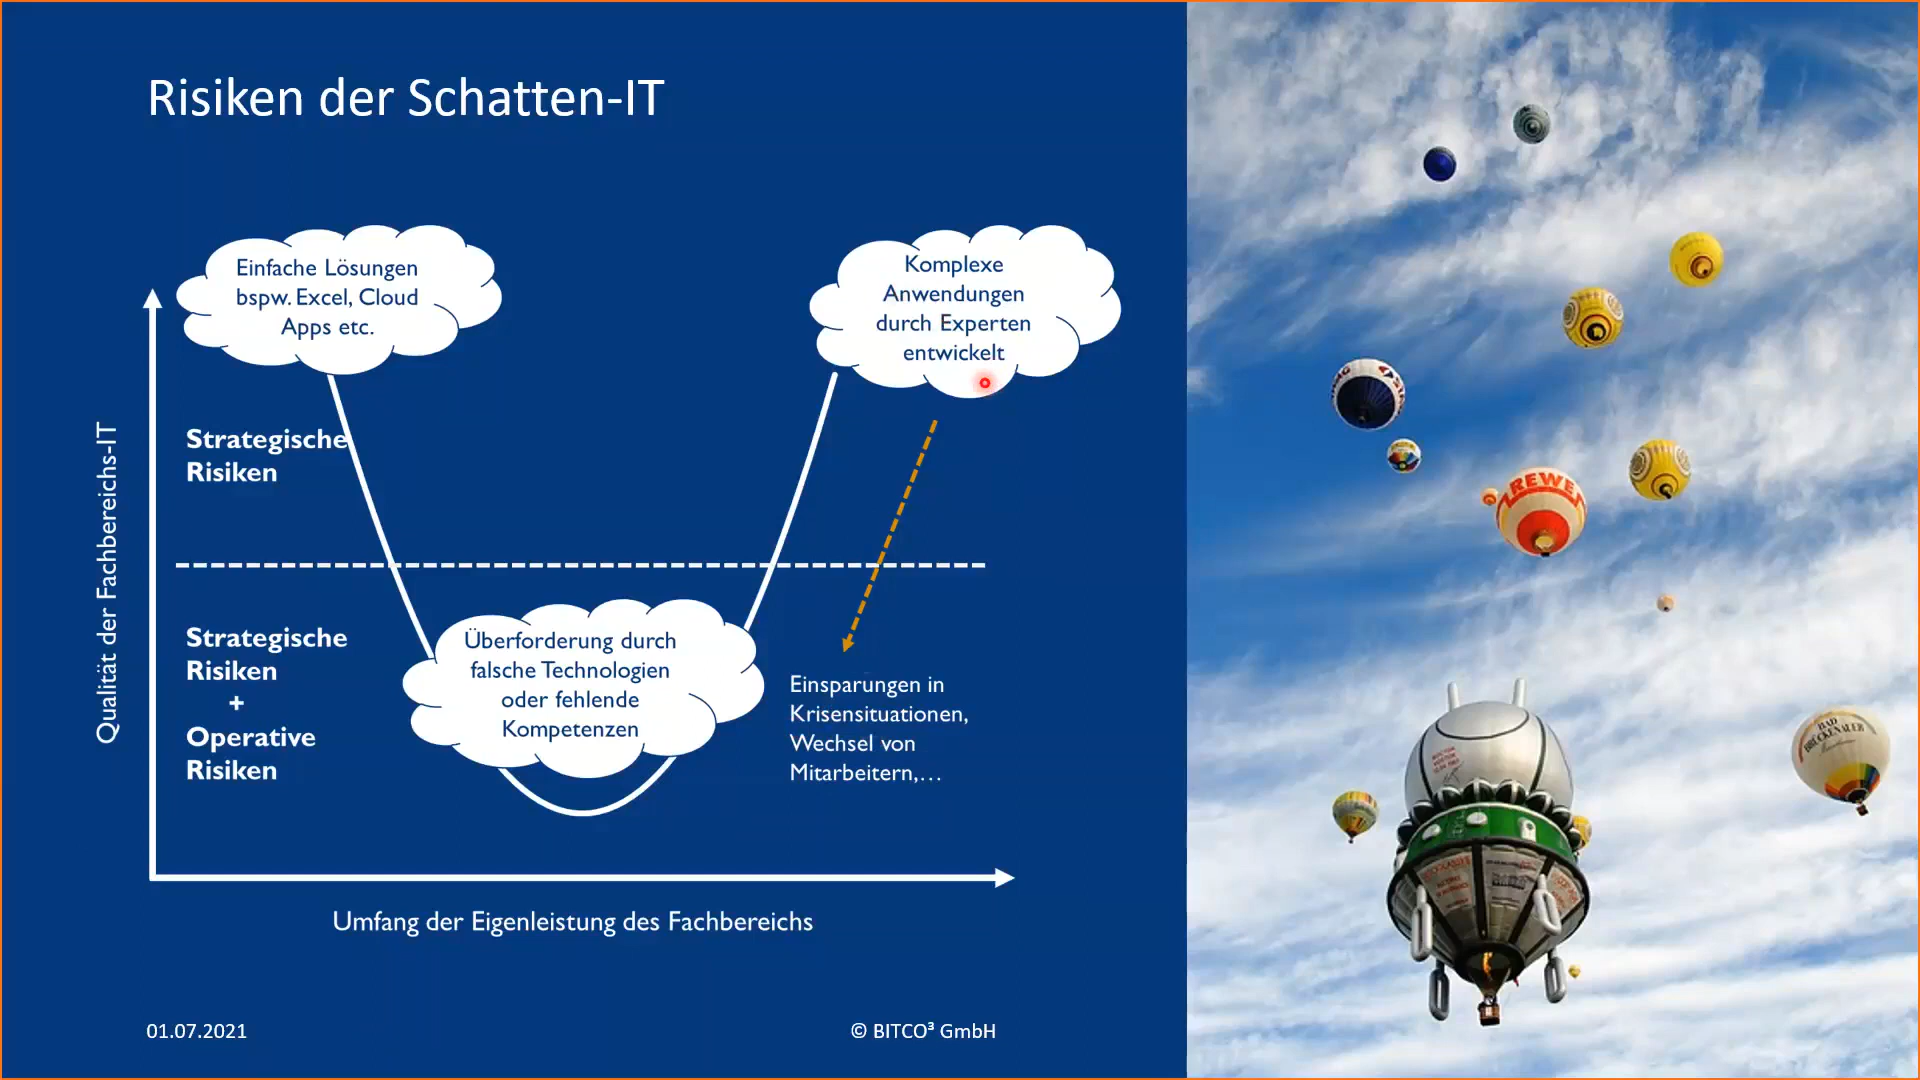 Risiken der Schatten-IT
Einfache Lösungen
bspw. Excel, Cloud
Apps etc.
Komplexe
Anwendungen
durch Experten
entwickelt
Qualität der Fachbereichs-IT
Strategische
Risiken
Strategische
Risiken
+
Operative
Risiken
Überforderung durch
falsche Technologien
oder fehlende
Kompetenzen
Einsparungen in
Krisensituationen,
Wechsel von
Mitarbeitern,...
Umfang der Eigenleistung des Fachbereichs
01.07.2021
© BITCO³ GmbH
REWE
BAD
BRÜCKENAUER